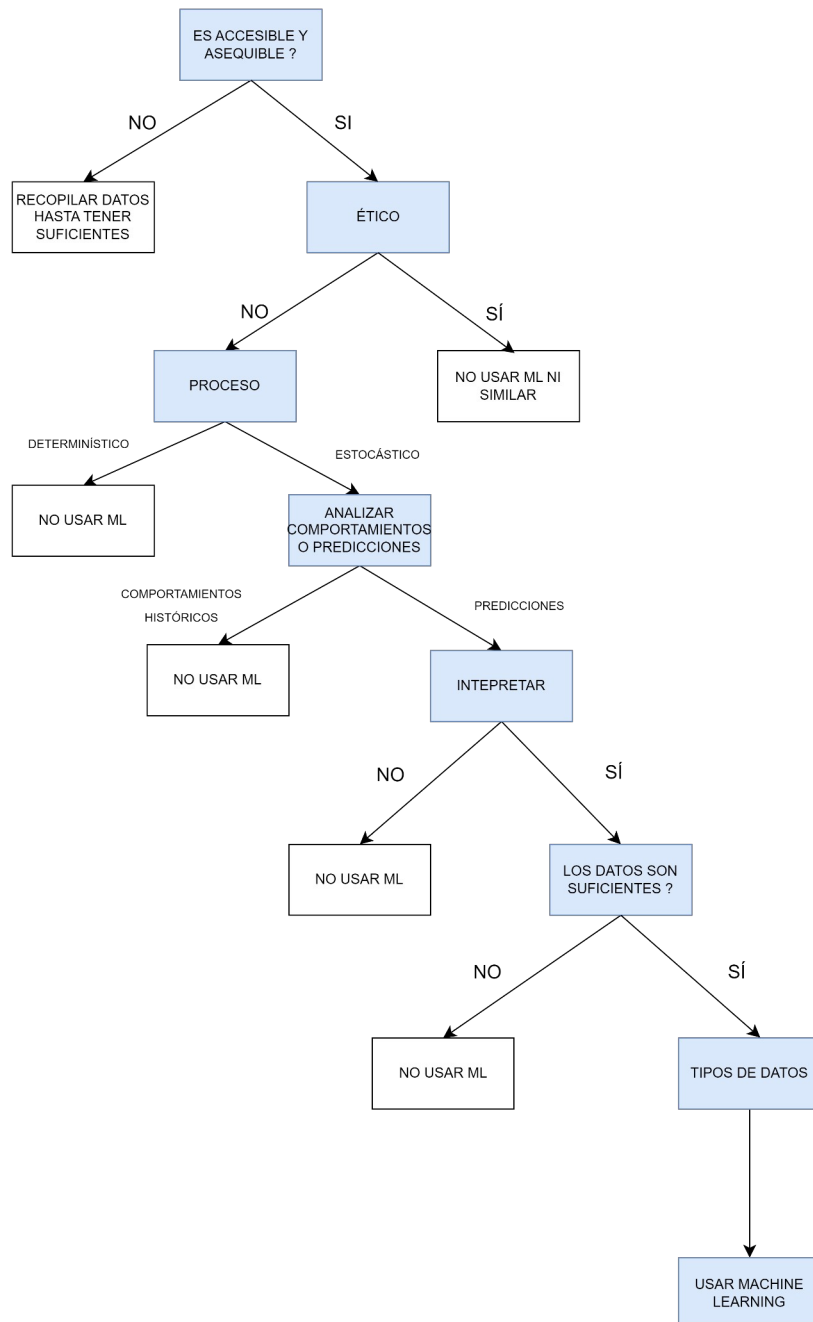 ES ACCESIBLE Y
ASEQUIBLE ?
NO
SI
RECOPILAR DATOS
HASTA TENER
SUFICIENTES
ÉTICO
NO
SÍ
PROCESO
NO USAR ML NI
SIMILAR
DETERMINÍSTICO
ESTOCÁSTICO
NO USAR ML
ANALIZAR
COMPORTAMIENTOS
O PREDICCIONES
COMPORTAMIENTOS
HISTÓRICOS
PREDICCIONES
NO USAR ML
INTEPRETAR
NO
SÍ
NO USAR ML
LOS DATOS SON
SUFICIENTES ?
NO
SÍ
NO USAR ML
TIPOS DE DATOS
USAR MACHINE
LEARNING